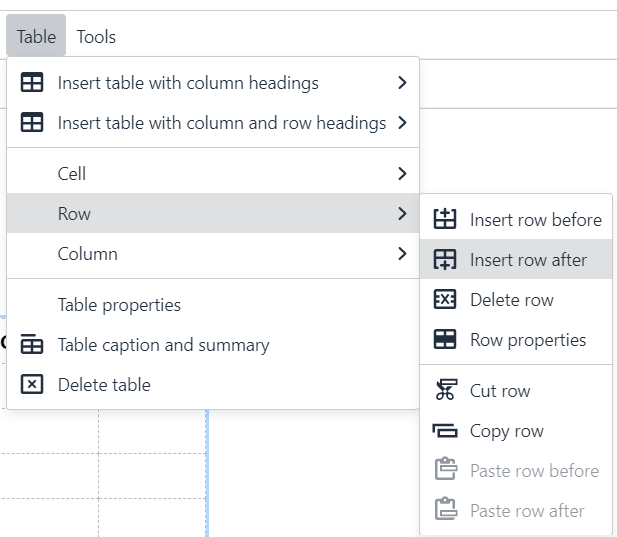 Table Tools
Insert table with column headings
Insert table with column and row headings
Cell
Row
Column
Table properties
Table caption and summary
Delete table
Insert row before
Insert row after
Delete row
Row properties
Cut row
Copy row
Paste row before
Paste row after